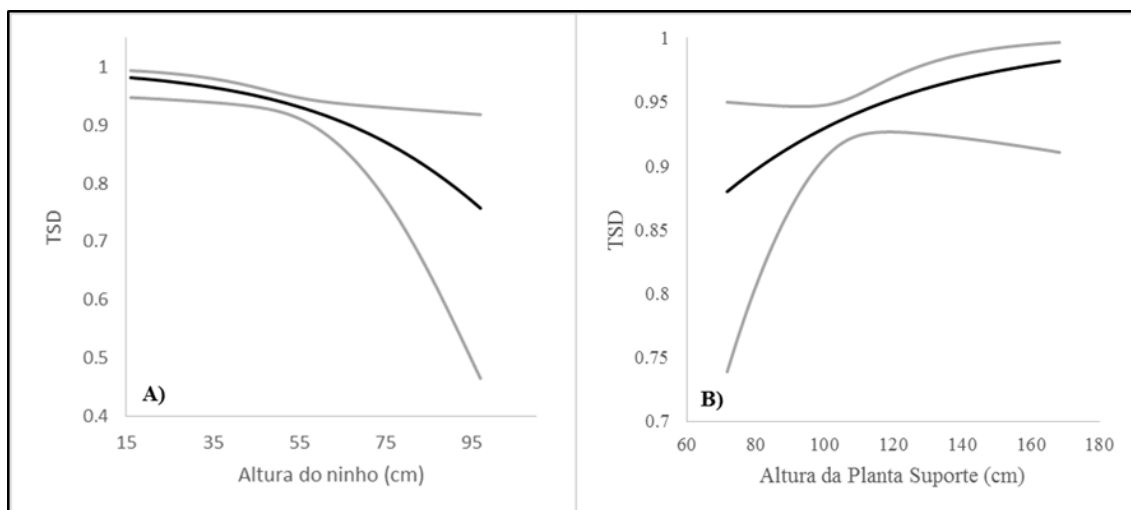 1
0.9
0.8
0.7
0.6
0.5
0.4
TSD
A)
15 35 55 75 95
Altura do ninho (cm)
1
0.95
0.9
0.85
0.8
0.75
0.7
TSD
B)
60 80 100 120 140 160 180
Altura da Planta Suporte (cm)